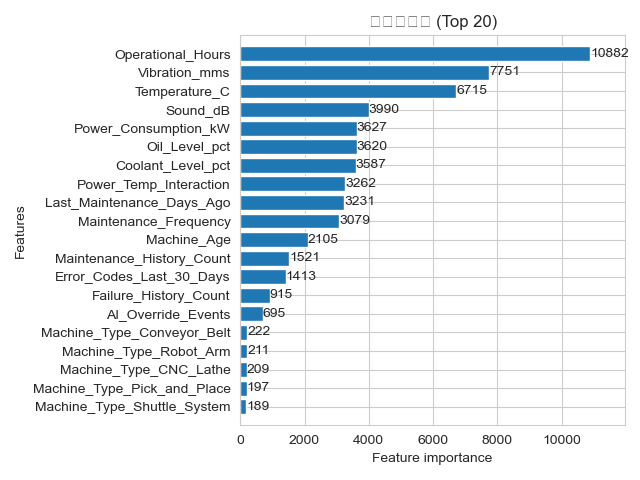 (Top 20)
Operational_Hours 10882
Vibration_mms 7751
Temperature_C 6715
Sound_dB 3990
Power_Consumption_kW 3627
Oil_Level_pct 3620
Coolant_Level_pct 3587
Power_Temp_Interaction 3262
Last_Maintenance_Days_Ago 3231
Maintenance_Frequency 3079
Machine_Age 2105
Maintenance_History_Count 1521
Error_Codes_Last_30_Days 1413
Failure_History_Count 915
AI_Override_Events 695
Machine_Type_Conveyor_Belt 222
Machine_Type_Robot_Arm 211
Machine_Type_CNC_Lathe 209
Machine_Type_Pick_and_Place 197
Machine_Type_Shuttle_System 189
Features
0 2000 4000 6000 8000 10000
Feature importance